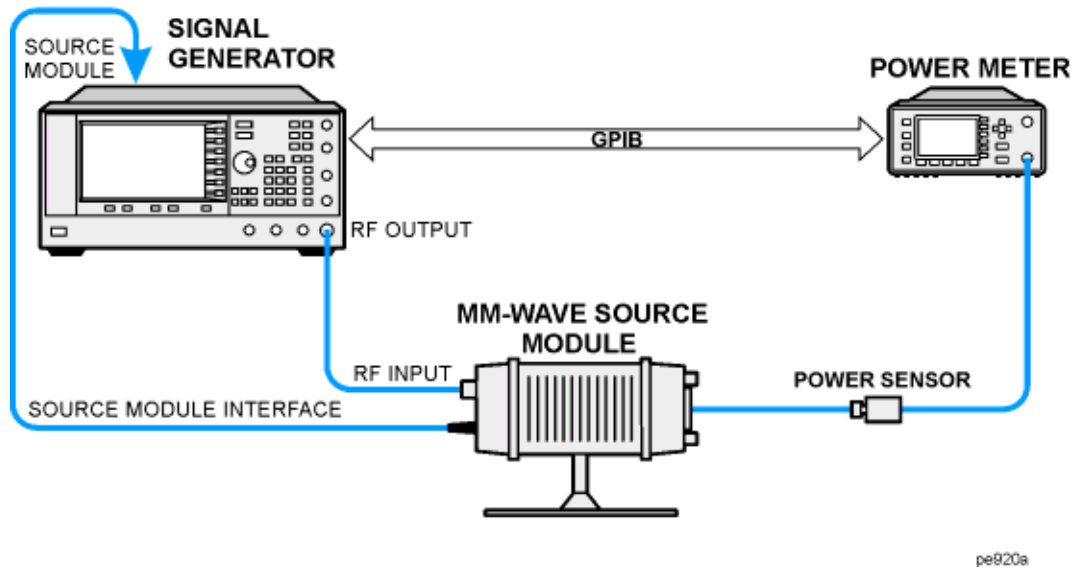 SOURCE
MODULE
SIGNAL
GENERATOR
POWER METER
GPIB
RF OUTPUT
MM-WAVE SOURCE
MODULE
RF INPUT
POWER SENSOR
SOURCE MODULE INTERFACE
pe920a